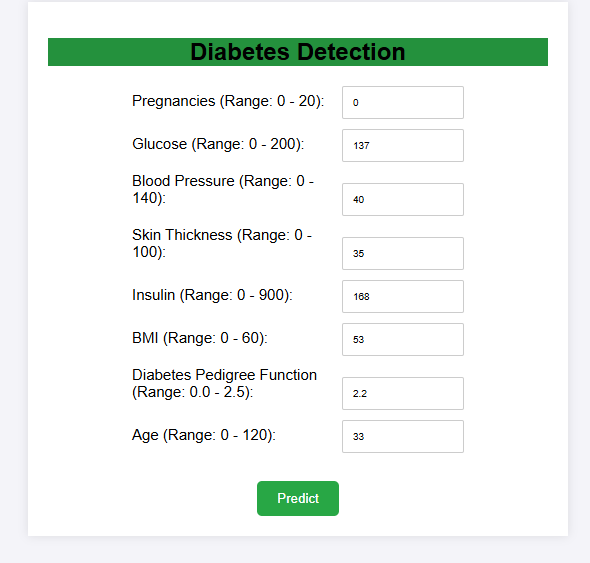 Diabetes Detection
Pregnancies (Range: 0 - 20): 0
Glucose (Range: 0 - 200): 137
Blood Pressure (Range: 0 -
140): 40
Skin Thickness (Range: 0 -
100): 35
Insulin (Range: 0 - 900): 168
BMI (Range: 0 - 60): 53
Diabetes Pedigree Function
(Range: 0.0 - 2.5): 2.2
Age (Range: 0 - 120): 33
Predict